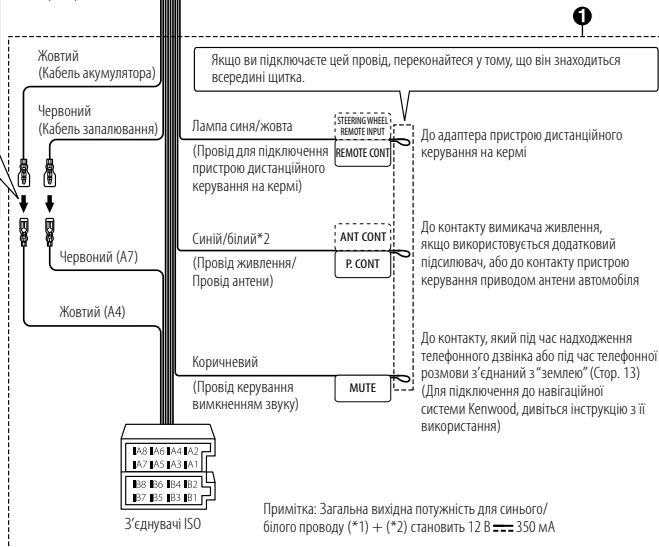 ❶
Жовтий
(Кабель акумулятора)
Якщо ви підключаєте цей провід, переконайтеся у тому, що він знаходиться
всередині щитка.
Червоний
(Кабель запалювання)
Лампа синя/жовта
(Провід для підключення
пристрою дистанційного
керування на кермі)
STEERING WHEEL
REMOTE INPUT
REMOTE CONT
До адаптера пристрою дистанційного
керування на кермі
Синій/білий*2
(Провід живлення/
Провід антени)
ANT CONT
P. CONT
До контакту вимикача живлення,
якщо використовується додатковий
підсилювач, або до контакту пристрою
керування приводом антени автомобіля
Червоний (A7)
Жовтий (A4)
Коричневий
(Провід керування
вимкненням звуку)
MUTE
До контакту, який під час надходження
телефонного дзвінка або під час телефонної
розмови з’єднаний з “землею” (Стор. 13)
(Для підключення до навігаційної
системи Kenwood, дивіться інструкцію з її
використання)
A8 A6 A4 A2
A7 A5 A3 A1
B8 B6 B4 B2
B7 B5 B3 B1
З’єднувачі ISO
Примітка: Загальна вихідна потужність для синього/
білого проводу (*1) + (*2) становить 12 В ⎓ 350 мА